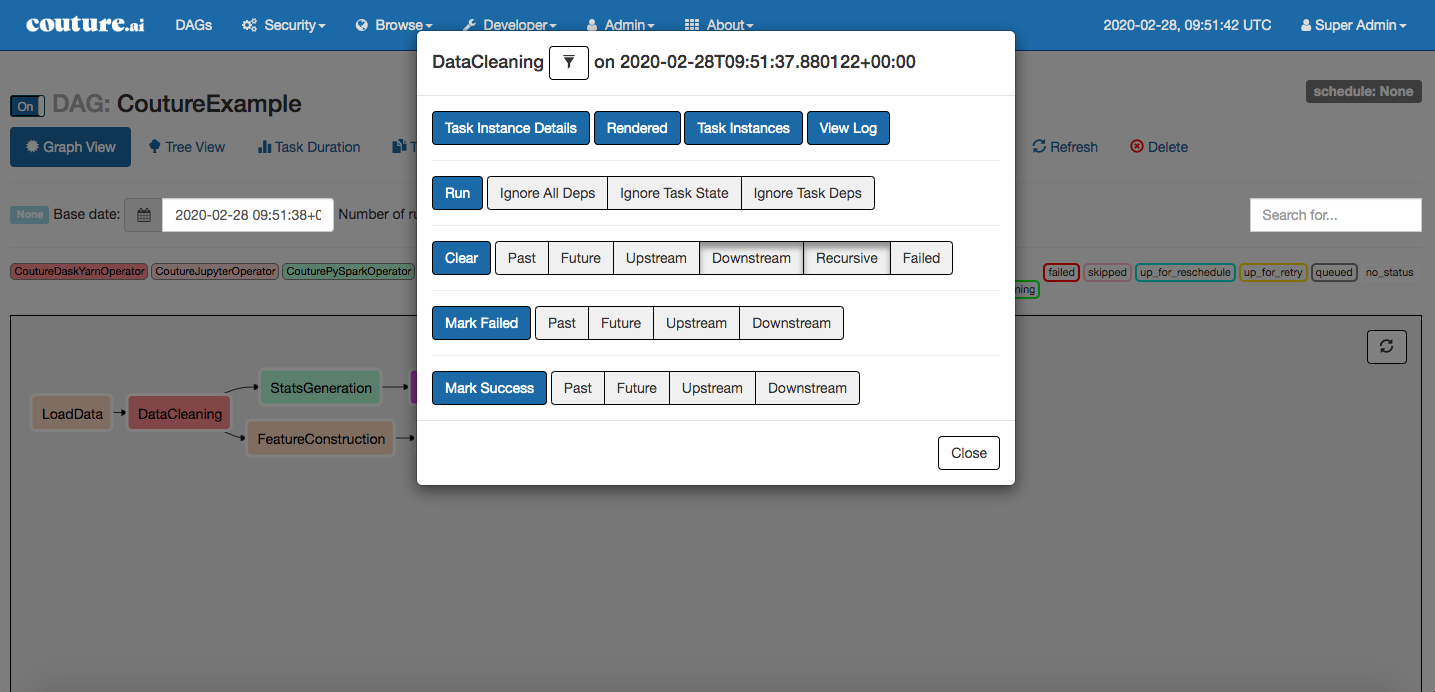 couture.ai DAGs Security Browse Developer Admin About 2020-02-28, 09:51:42 UTC Super Admin
DataCleaning on 2020-02-28T09:51:37.880122+00:00
On DAG: CoutureExample schedule: None
Task Instance Details Rendered Task Instances View Log
Graph View Tree View Task Duration Refresh Delete
Run Ignore All Deps Ignore Task State Ignore Task Deps
None Base date: 2020-02-28 09:51:38+0 Number of Search for...
Clear Past Future Upstream Downstream Recursive Failed
CoutureDaskYarnOperator CoutureJupyterOperator CouturePySparkOperator failed skipped up_for_reschedule up_for_retry queued no_status
ning
Mark Failed Past Future Upstream Downstream
Mark Success Past Future Upstream Downstream
StatsGeneration
LoadData DataCleaning
FeatureConstruction
Close